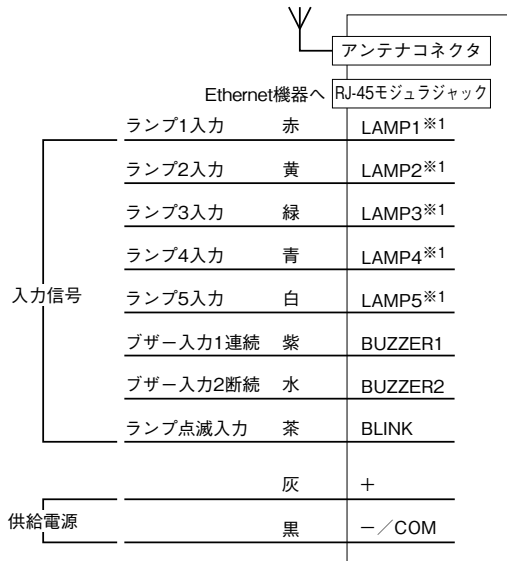 アンテナコネクタ
Ethernet機器へ RJ-45モジュラジャック
ランプ1入力 赤 LAMP1※1
ランプ2入力 黄 LAMP2※1
ランプ3入力 緑 LAMP3※1
ランプ4入力 青 LAMP4※1
入力信号
ランプ5入力 白 LAMP5※1
ブザー入力1連続 紫 BUZZER1
ブザー入力2断続 水 BUZZER2
ランプ点滅入力 茶 BLINK
灰 +
供給電源
黒 −/COM